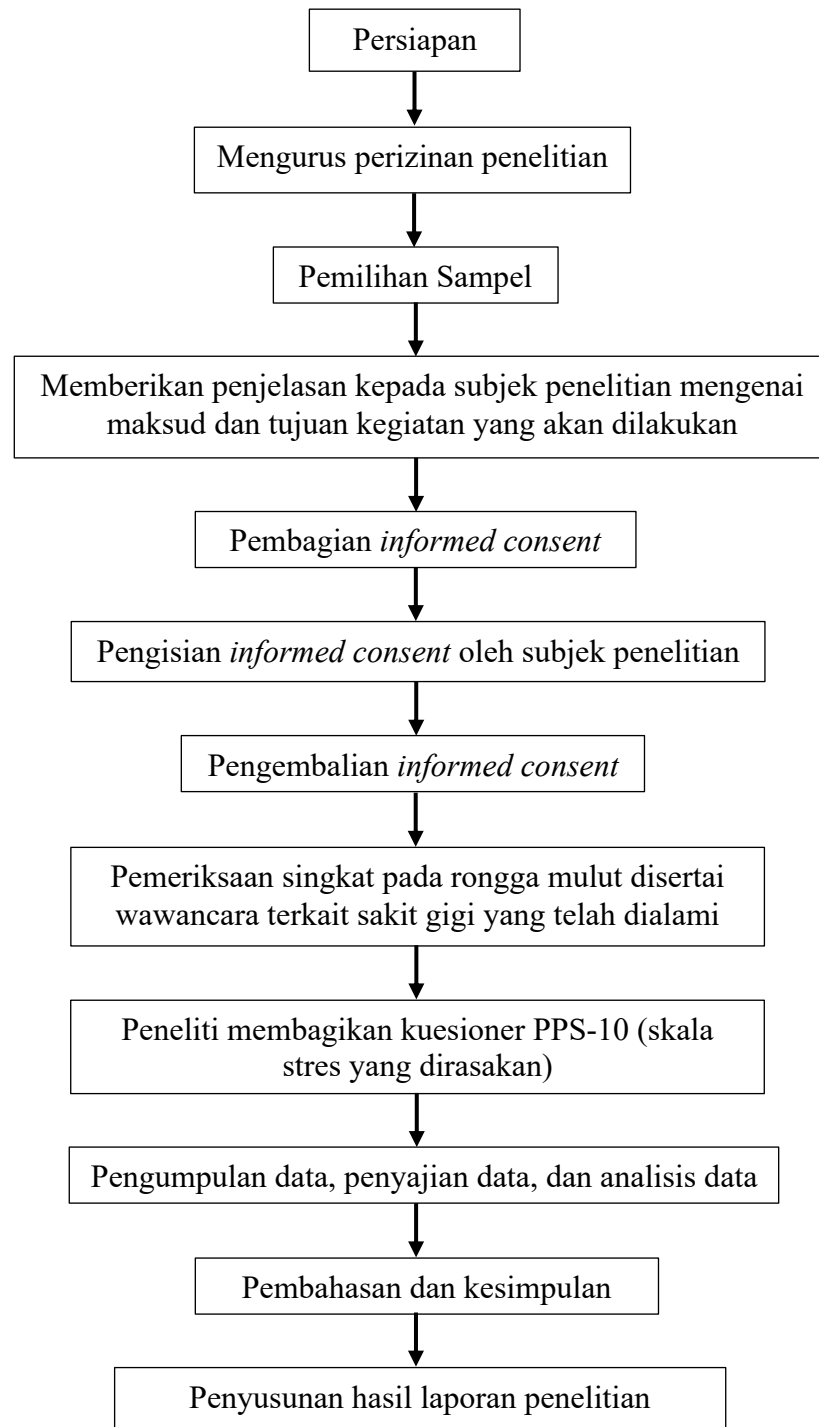 Persiapan
Mengurus perizinan penelitian
Pemilihan Sampel
Memberikan penjelasan kepada subjek penelitian mengenai
maksud dan tujuan kegiatan yang akan dilakukan
Pembagian informed consent
Pengisian informed consent oleh subjek penelitian
Pengembalian informed consent
Pemeriksaan singkat pada rongga mulut disertai
wawancara terkait sakit gigi yang telah dialami
Peneliti membagikan kuesioner PPS-10 (skala
stres yang dirasakan)
Pengumpulan data, penyajian data, dan analisis data
Pembahasan dan kesimpulan
Penyusunan hasil laporan penelitian